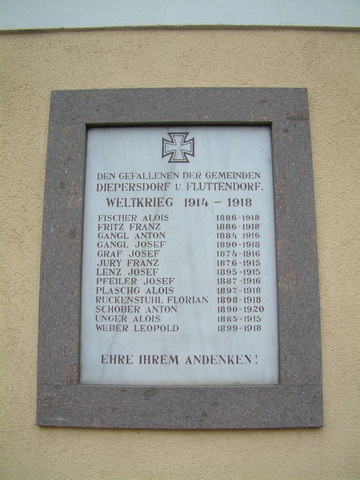 DEN GEFALLENEN DER GEMEINDEN
DIEPERSDORF U. FLUTTENDORF.
WELTKRIEG 1914 – 1918
FISCHER ALOIS 1886-1918
FRITZ FRANZ 1886-1918
GANGL ANTON 1884-1916
GANGL JOSEF 1890-1918
GRAF JOSEF 1874-1916
JURY FRANZ 1876-1915
LENZ JOSEF 1895-1915
PFEILER JOSEF 1887-1916
PLASCHG ALOIS 1897-1918
RUCKENSTUHL FLORIAN 1898-1918
SCHOBER ANTON 1890-1920
UNGER ALOIS 1885-1915
WEBER LEOPOLD 1899-1918
EHRE IHREM ANDENKEN!